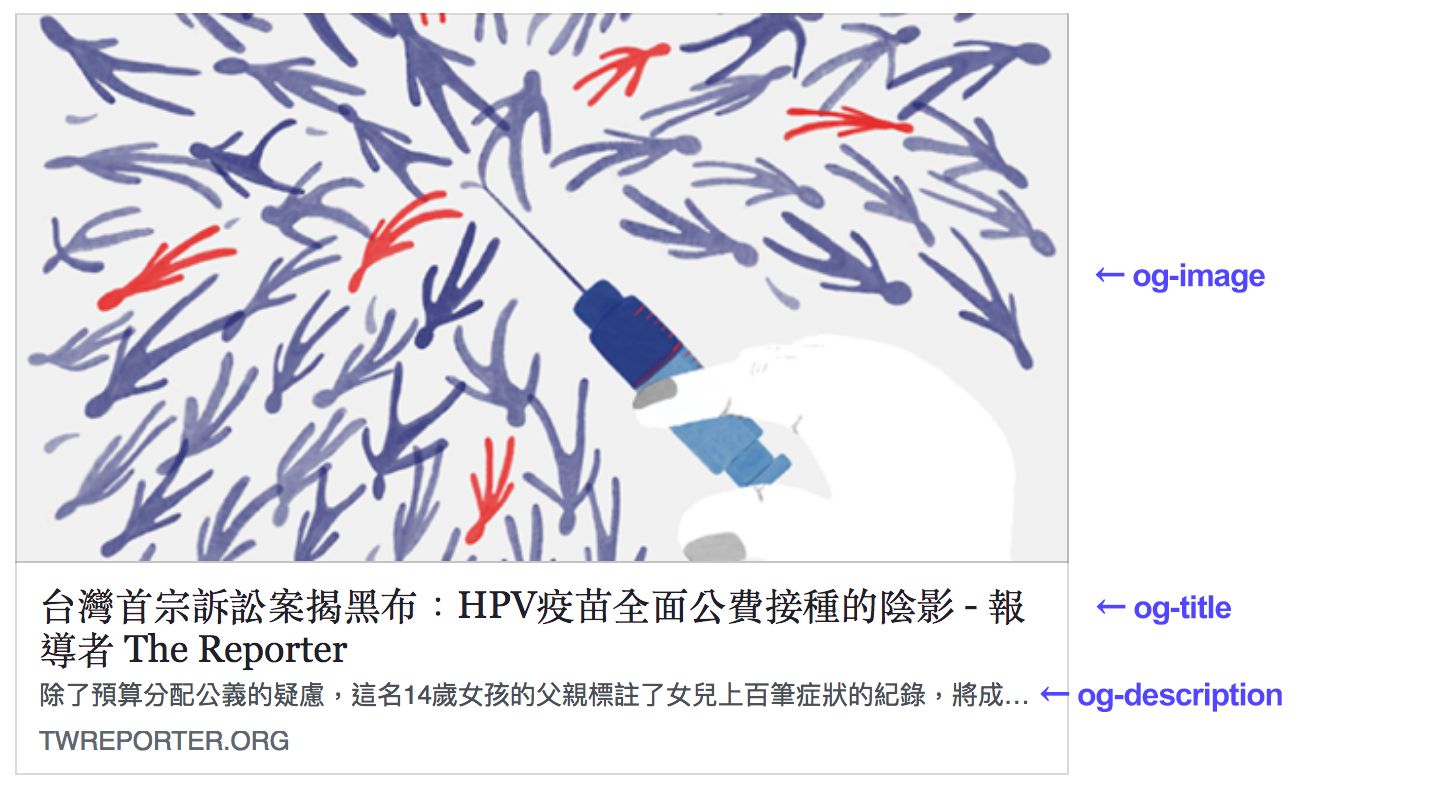 ← og-image
台灣首宗訴訟案揭黑布：HPV疫苗全面公費接種的陰影 - 報
導者 The Reporter
← og-title
除了預算分配公義的疑慮，這名14歲女孩的父親標註了女兒上百筆症狀的紀錄，將成...
← og-description
TWREPORTER.ORG